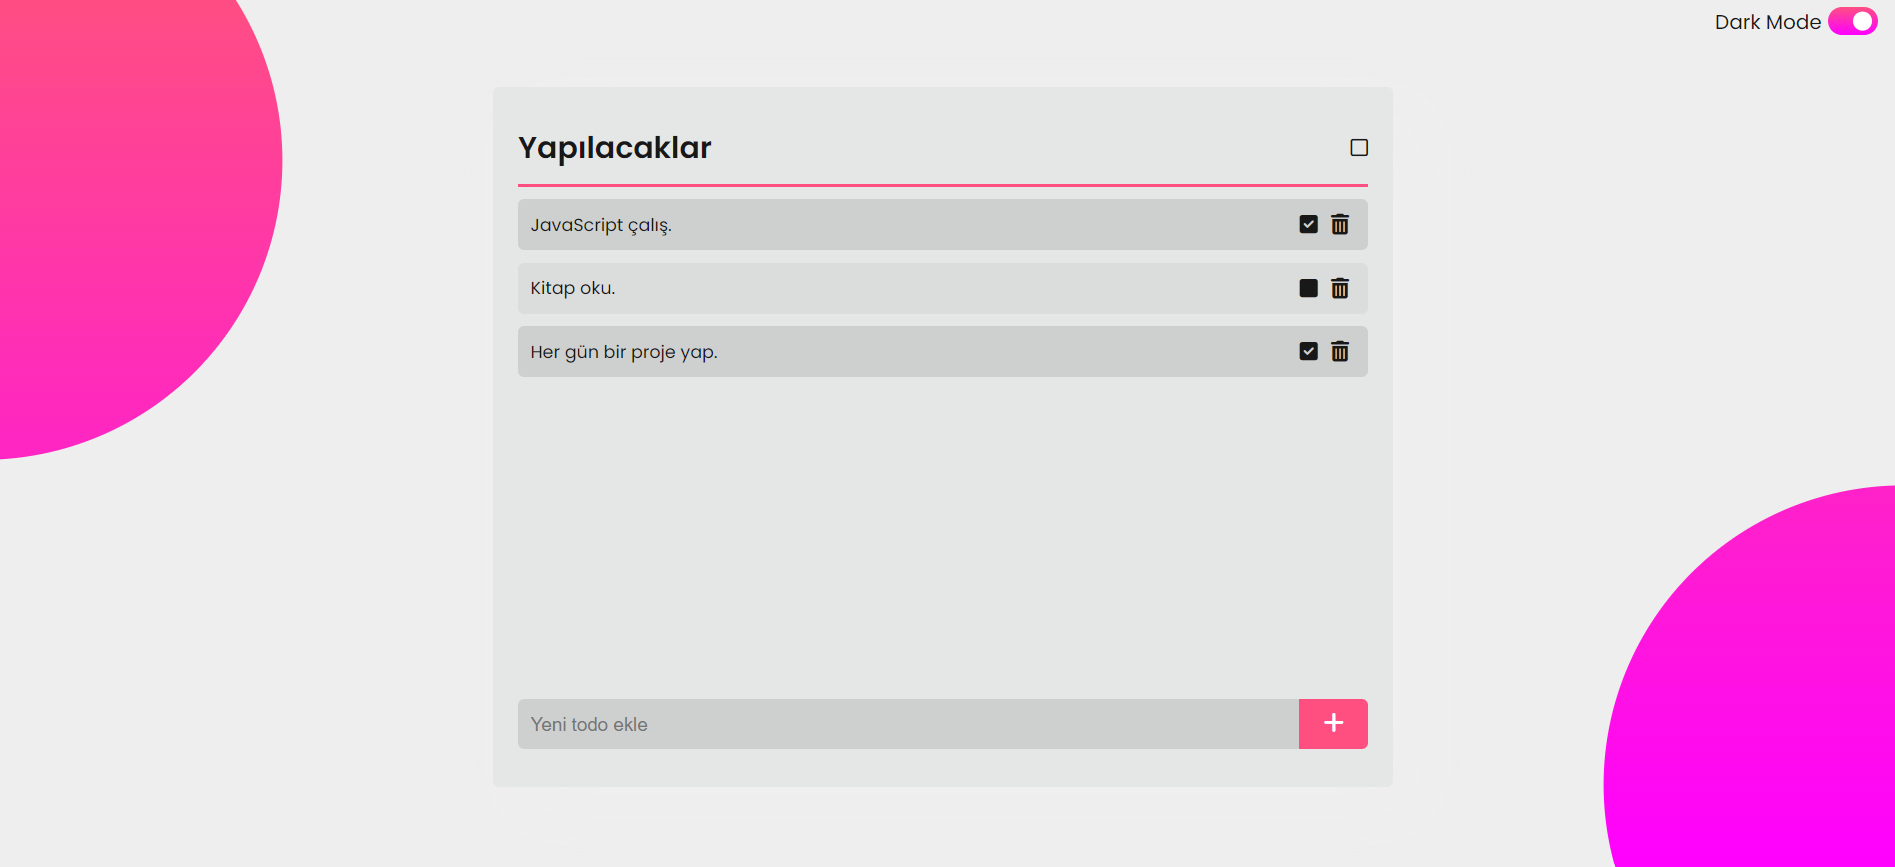 Dark Mode
Yapılacaklar
JavaScript çalış.
Kitap oku.
Her gün bir proje yap.
Yeni todo ekle